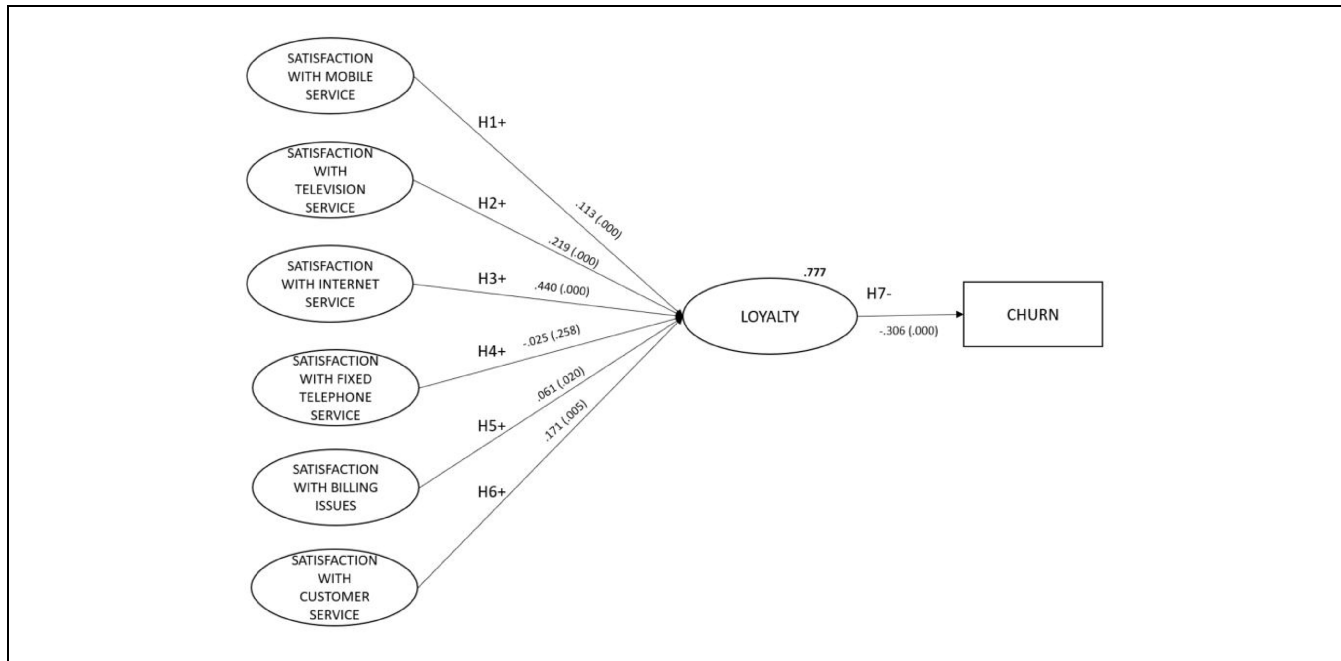 SATISFACTION
WITH MOBILE
SERVICE
H1+
.113 (.000)
SATISFACTION
WITH
TELEVISION
SERVICE
H2+
.219 (.000)
SATISFACTION
WITH INTERNET
SERVICE
H3+
.440 (.000)
SATISFACTION
WITH FIXED
TELEPHONE
SERVICE
H4+
-.025 (.258)
SATISFACTION
WITH BILLING
ISSUES
H5+
.061 (.020)
SATISFACTION
WITH
CUSTOMER
SERVICE
H6+
.171 (.005)
.777
LOYALTY
H7-
-.306 (.000)
CHURN